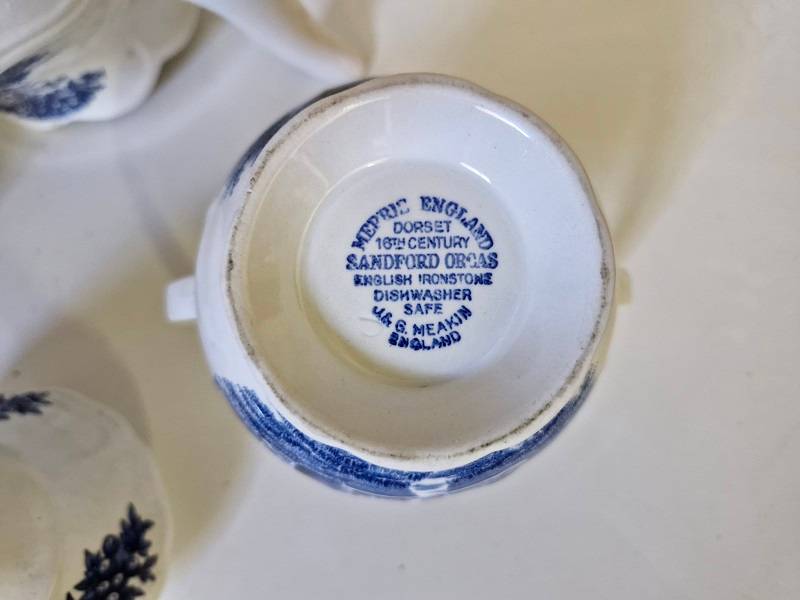 MERRIE ENGLAND
DORSET
16TH CENTURY
SANDFORD ORCAS
ENGLISH IRONSTONE
DISHWASHER
SAFE
J. & G. MEAKIN
ENGLAND